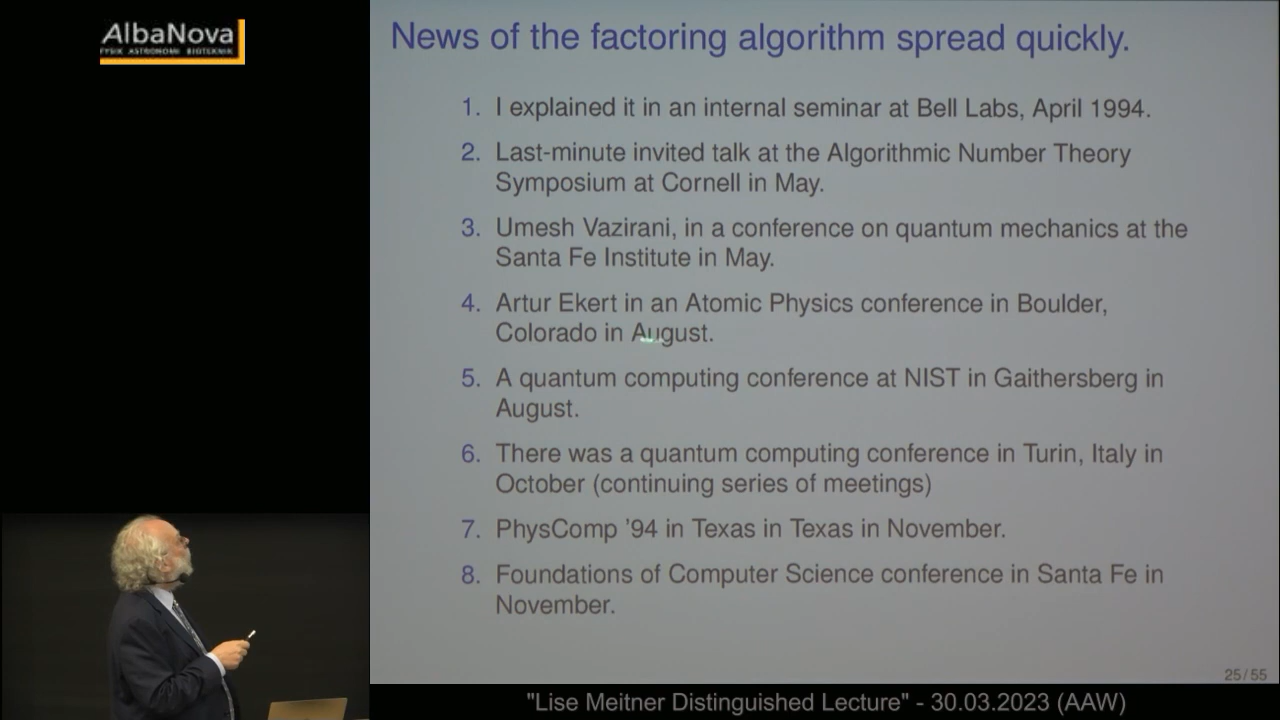 AlbaNova
FYSIK ASTRONOMI BIOTEKNIK
News of the factoring algorithm spread quickly.
1. I explained it in an internal seminar at Bell Labs, April 1994.
2. Last-minute invited talk at the Algorithmic Number Theory
Symposium at Cornell in May.
3. Umesh Vazirani, in a conference on quantum mechanics at the
Santa Fe Institute in May.
4. Artur Ekert in an Atomic Physics conference in Boulder,
Colorado in August.
5. A quantum computing conference at NIST in Gaithersberg in
August.
6. There was a quantum computing conference in Turin, Italy in
October (continuing series of meetings)
7. PhysComp '94 in Texas in Texas in November.
8. Foundations of Computer Science conference in Santa Fe in
November.
25/55
"Lise Meitner Distinguished Lecture" - 30.03.2023 (AAW)